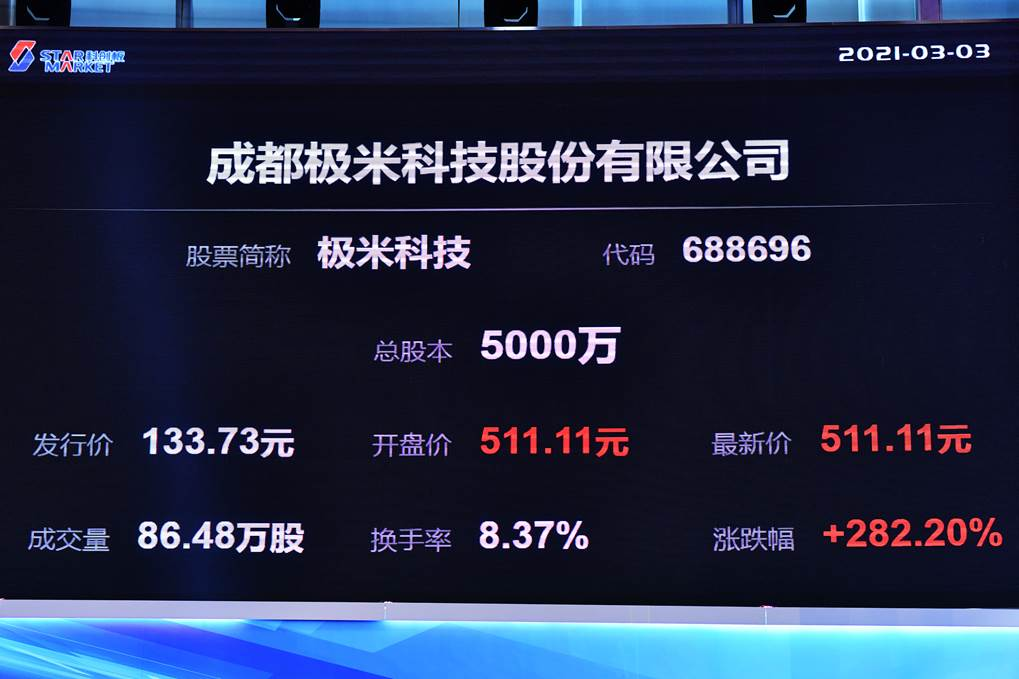 STAR科创板
MARKET
2021-03-03
成都极米科技股份有限公司
股票简称 极米科技 代码 688696
总股本 5000万
发行价 133.73元 开盘价 511.11元 最新价 511.11元
成交量 86.48万股 换手率 8.37% 涨跌幅 +282.20%